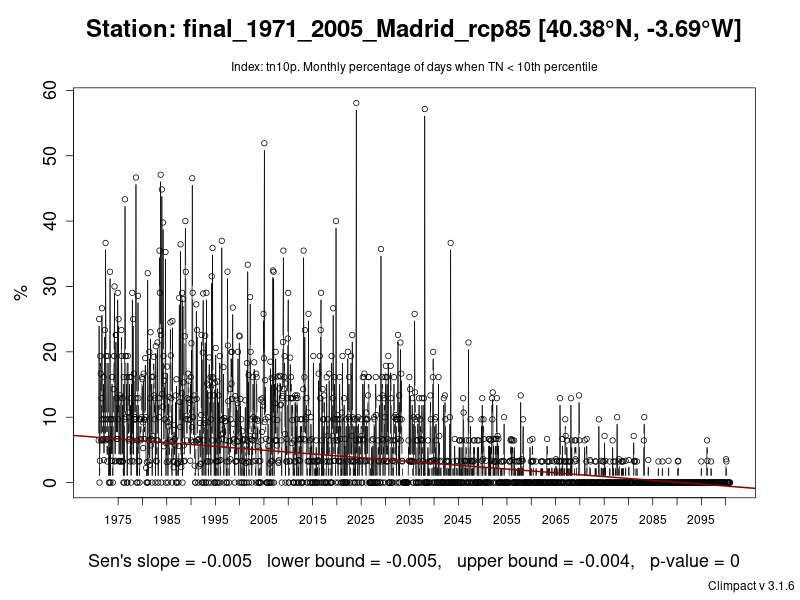 Station: final_1971_2005_Madrid_rcp85 [40.38°N, -3.69°W]
Index: tn10p. Monthly percentage of days when TN < 10th percentile
60
50
40
30
20
10
0
%
1975 1985 1995 2005 2015 2025 2035 2045 2055 2065 2075 2085 2095
Sen's slope = -0.005 lower bound = -0.005, upper bound = -0.004, p-value = 0
Climpact v 3.1.6